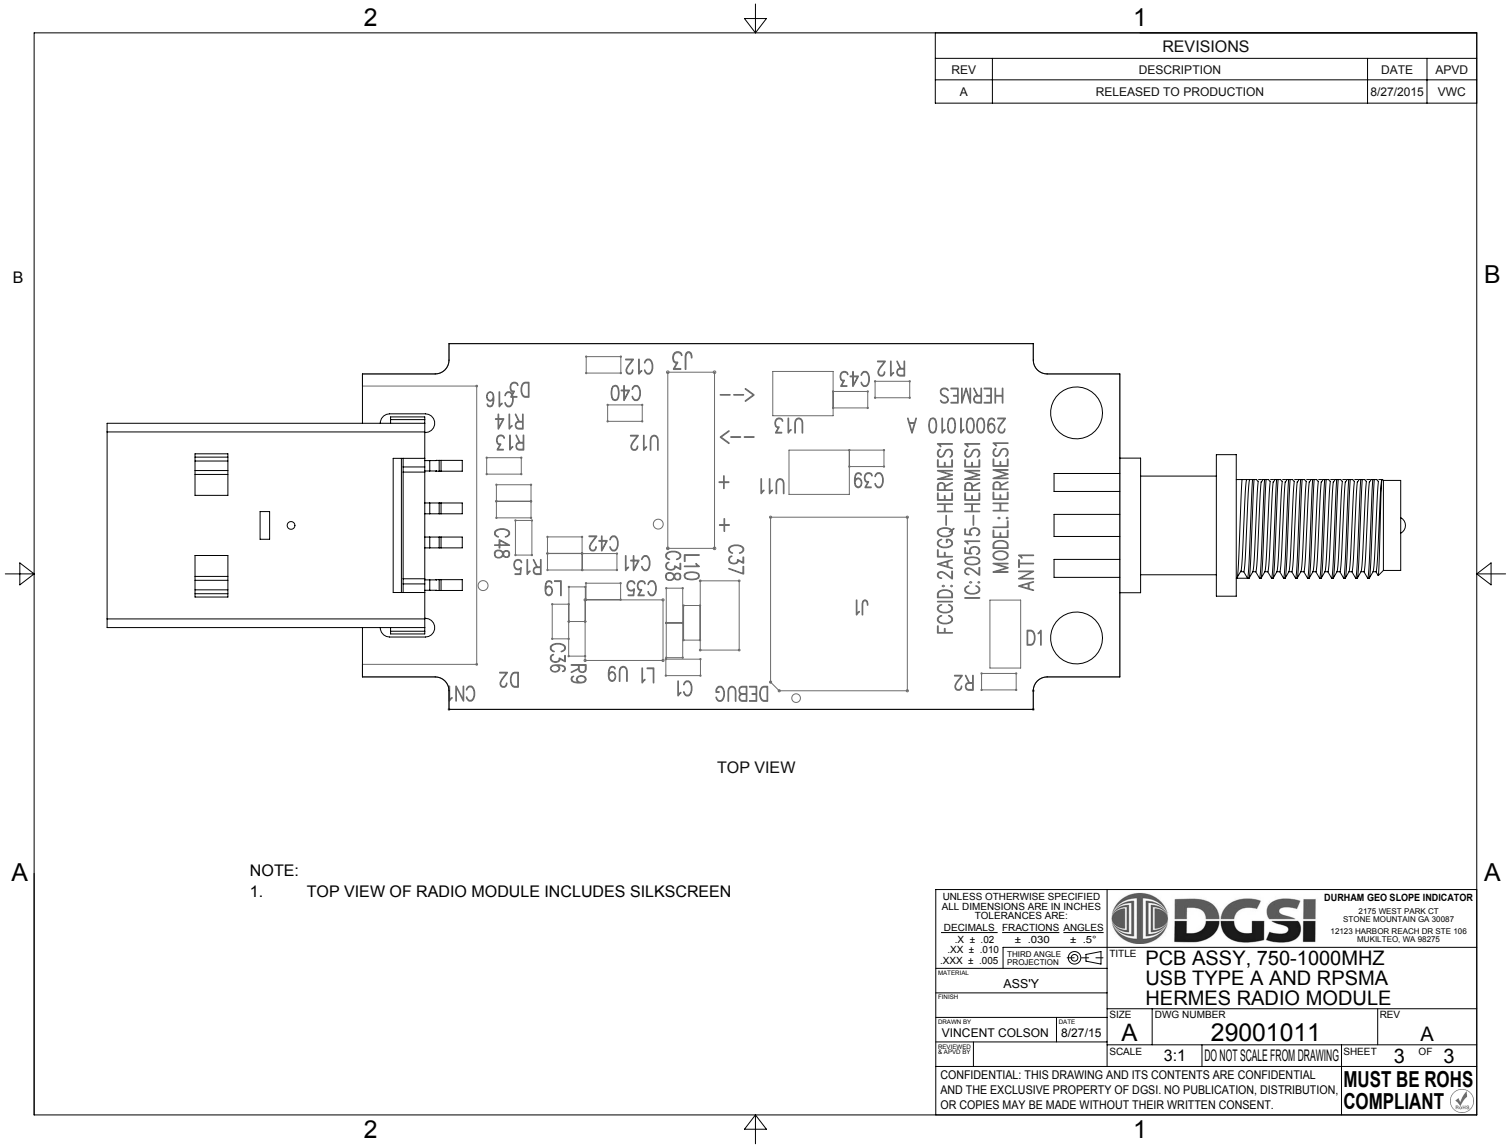 2
1
REVISIONS
REV DESCRIPTION DATE APVD
A RELEASED TO PRODUCTION 8/27/2015 VWC
B
B
C12
J3
D3
C16
C40
C43
R12
HERMES
R14
R13
U12
U13
29001010 A
-->
<--
+
+
U11
C39
FCCID: 2AFGQ-HERMES1
IC: 20515-HERMES1
MODEL: HERMES1
ANT1
C48
R15
C42
C41
C38
L10
C37
L9
C35
J1
D1
C36
R9
U9
L1
C1
D2
CN1
DEBUG
R2
TOP VIEW
A
A
NOTE:
1. TOP VIEW OF RADIO MODULE INCLUDES SILKSCREEN
UNLESS OTHERWISE SPECIFIED
ALL DIMENSIONS ARE IN INCHES
TOLERANCES ARE:
DECIMALS FRACTIONS ANGLES
.X ± .02 ± .030 ± .5°
.XX ± .010
.XXX ± .005
THIRD ANGLE
PROJECTION
MATERIAL
ASS'Y
FINISH
DRAWN BY
VINCENT COLSON
DATE
8/27/15
REVIEWED
& APVD BY
DGSI
DURHAM GEO SLOPE INDICATOR
2175 WEST PARK CT
STONE MOUNTAIN GA 30087
12123 HARBOR REACH DR STE 106
MUKILTEO, WA 98275
TITLE
PCB ASSY, 750-1000MHZ
USB TYPE A AND RPSMA
HERMES RADIO MODULE
SIZE
A
DWG NUMBER
29001011
REV
A
SCALE 3:1 DO NOT SCALE FROM DRAWING SHEET 3 OF 3
CONFIDENTIAL: THIS DRAWING AND ITS CONTENTS ARE CONFIDENTIAL
AND THE EXCLUSIVE PROPERTY OF DGSI. NO PUBLICATION, DISTRIBUTION,
OR COPIES MAY BE MADE WITHOUT THEIR WRITTEN CONSENT.
MUST BE ROHS
COMPLIANT
2
1